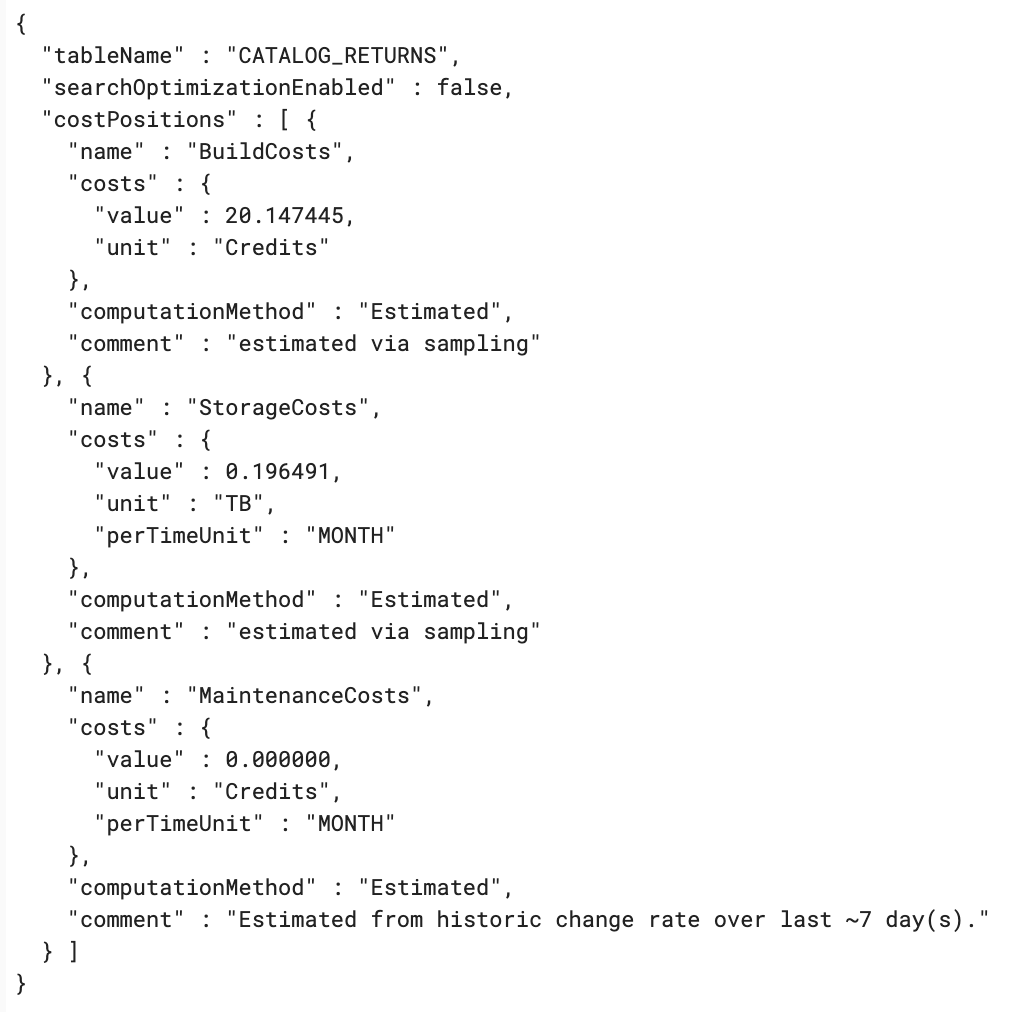 {
  "tableName" : "CATALOG_RETURNS",
  "searchOptimizationEnabled" : false,
  "costPositions" : [ {
    "name" : "BuildCosts",
    "costs" : {
      "value" : 20.147445,
      "unit" : "Credits"
    },
    "computationMethod" : "Estimated",
    "comment" : "estimated via sampling"
  }, {
    "name" : "StorageCosts",
    "costs" : {
      "value" : 0.196491,
      "unit" : "TB",
      "perTimeUnit" : "MONTH"
    },
    "computationMethod" : "Estimated",
    "comment" : "estimated via sampling"
  }, {
    "name" : "MaintenanceCosts",
    "costs" : {
      "value" : 0.000000,
      "unit" : "Credits",
      "perTimeUnit" : "MONTH"
    },
    "computationMethod" : "Estimated",
    "comment" : "Estimated from historic change rate over last ~7 day(s)."
  } ]
}